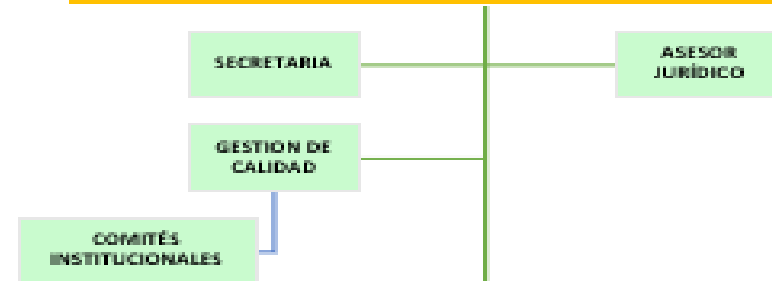 SECRETARIA
ASESOR
JURÍDICO
GESTION DE
CALIDAD
COMITÉS
INSTITUCIONALES